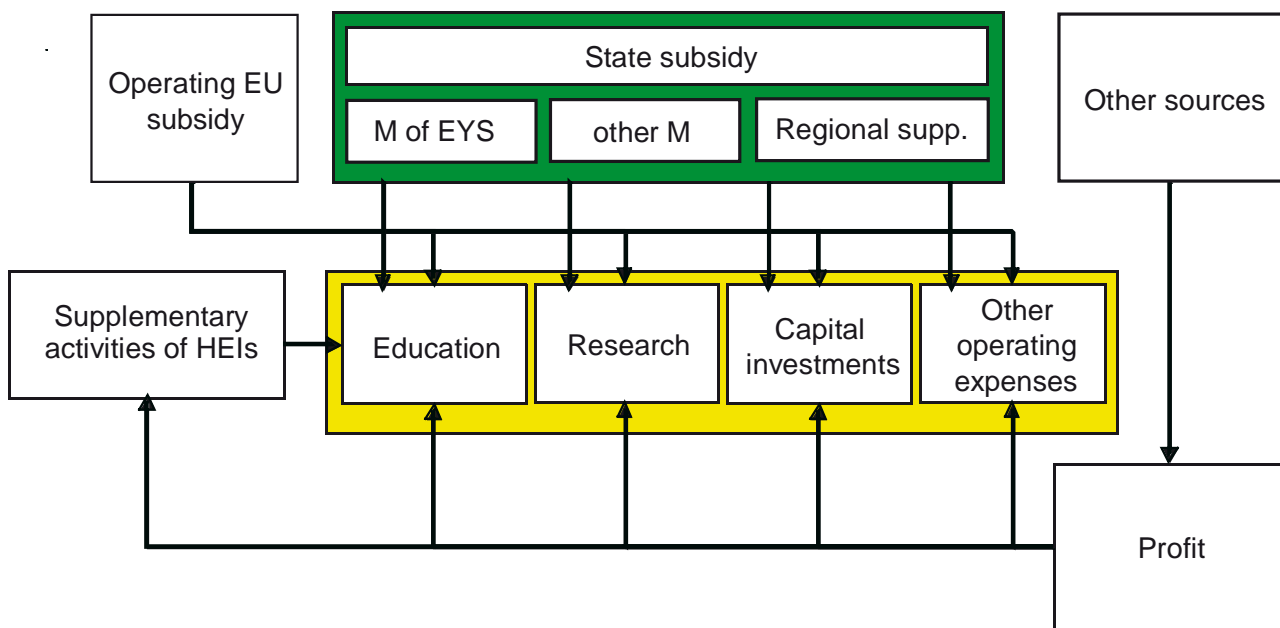 Operating EU
subsidy
State subsidy
M of EYS
other M
Regional supp.
Other sources
Supplementary
activities of HEIs
Education
Research
Capital
investments
Other
operating
expenses
Profit